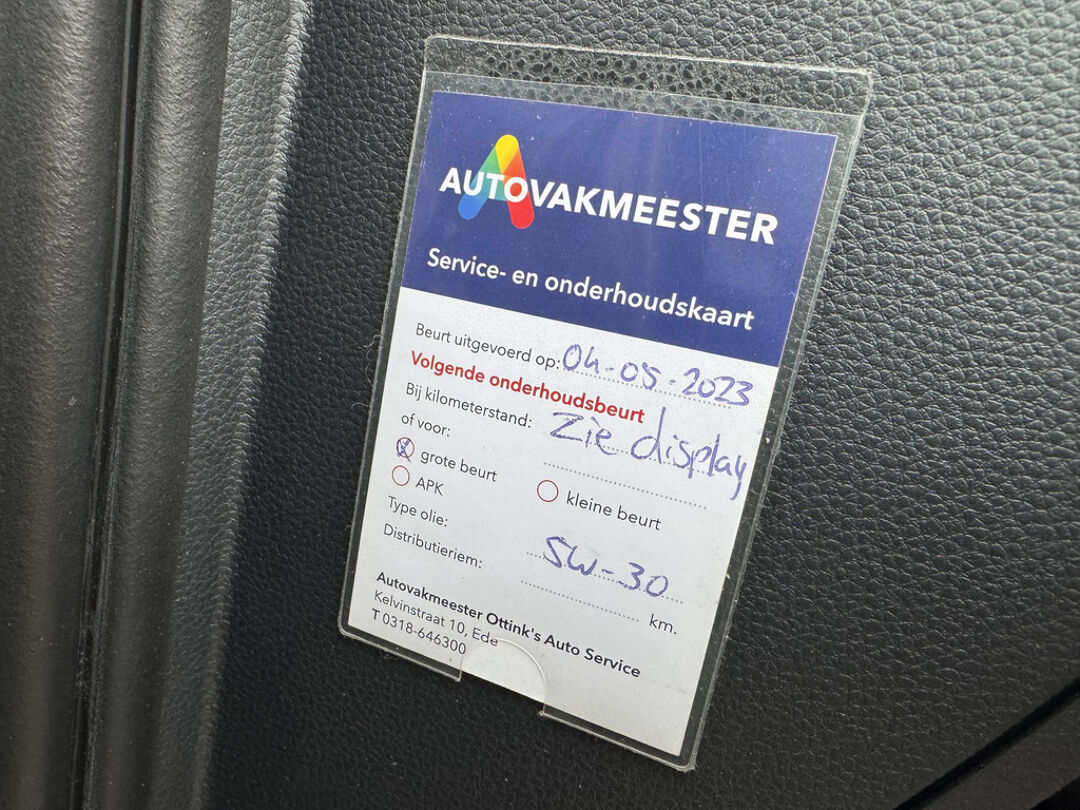 AUTOVAKMEESTER
Service- en onderhoudskaart
Beurt uitgevoerd op: 04-05-2023
Volgende onderhoudsbeurt
Bij kilometerstand: Zie display
of voor:
grote beurt
kleine beurt
APK
Type olie: 5W-30
Distributieriem: km.
Autovakmeester Ottink's Auto Service
Kelvinstraat 10, Ede
T 0318-646300